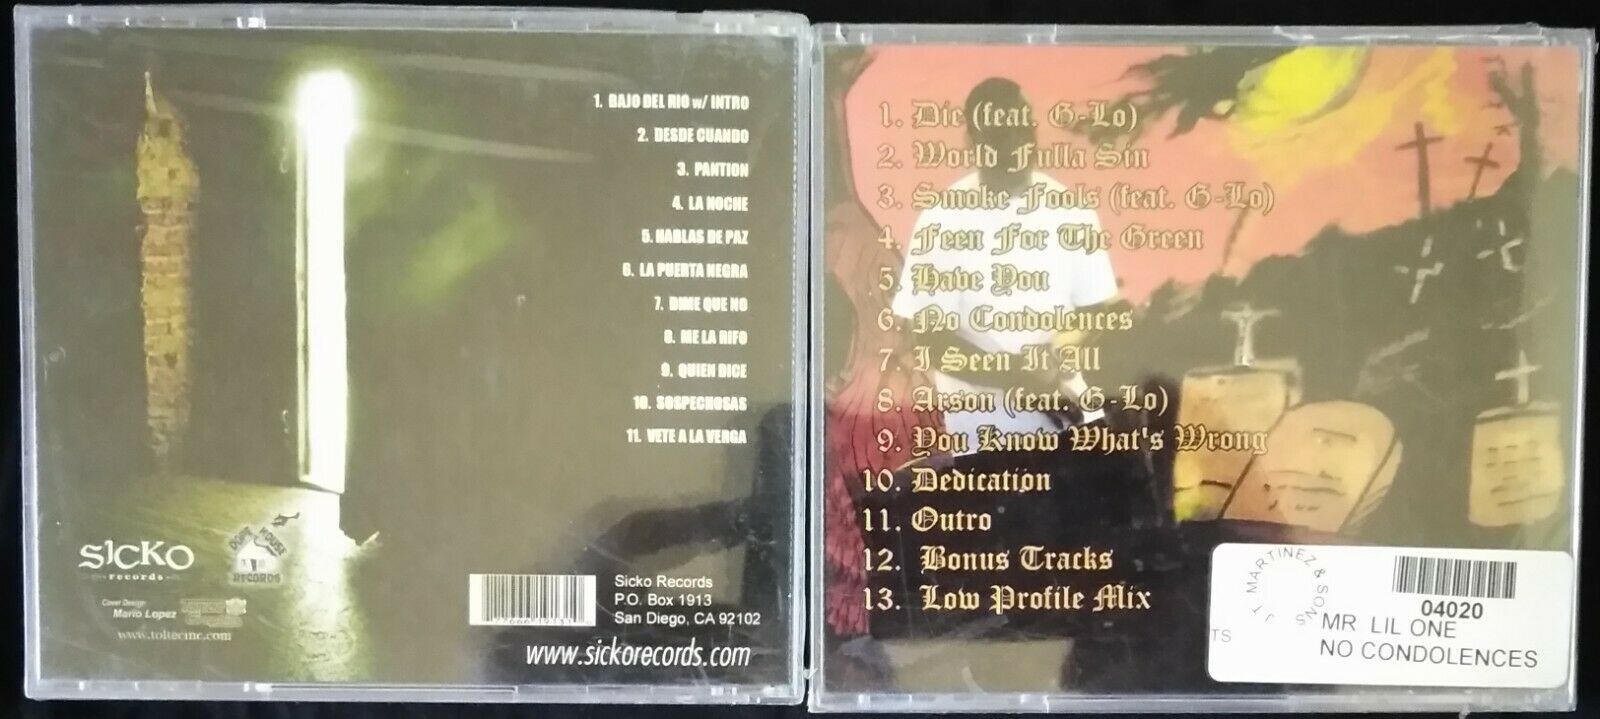 1. BAJO DEL RIO w/ INTRO
2. DESDE CUANDO
3. PANTION
4. LA NOCHE
5. HABLAS DE PAZ
6. LA PUERTA NEGRA
7. DIME QUE NO
8. ME LA RIFO
9. QUIEN DICE
10. SOSPECHOSAS
11. VETE A LA VERGA
SICKO
records
DOPE HOUSE
RECORDS
Cover Design:
Mario Lopez
www.toltecinc.com
Sicko Records
P.O. Box 1913
San Diego, CA 92102
www.sickorecords.com
1. Die (feat. G-Lo)
2. World Fulla Sin
3. Smoke Fools (feat. G-Lo)
4. Feen For The Green
5. Have You
6. No Condolences
7. I Seen It All
8. Arson (feat. G-Lo)
9. You Know What's Wrong
10. Dedication
11. Outro
12. Bonus Tracks
13. Low Profile Mix
J.T. MARTINEZ & SONS
04020
TS
MR LIL ONE
NO CONDOLENCES